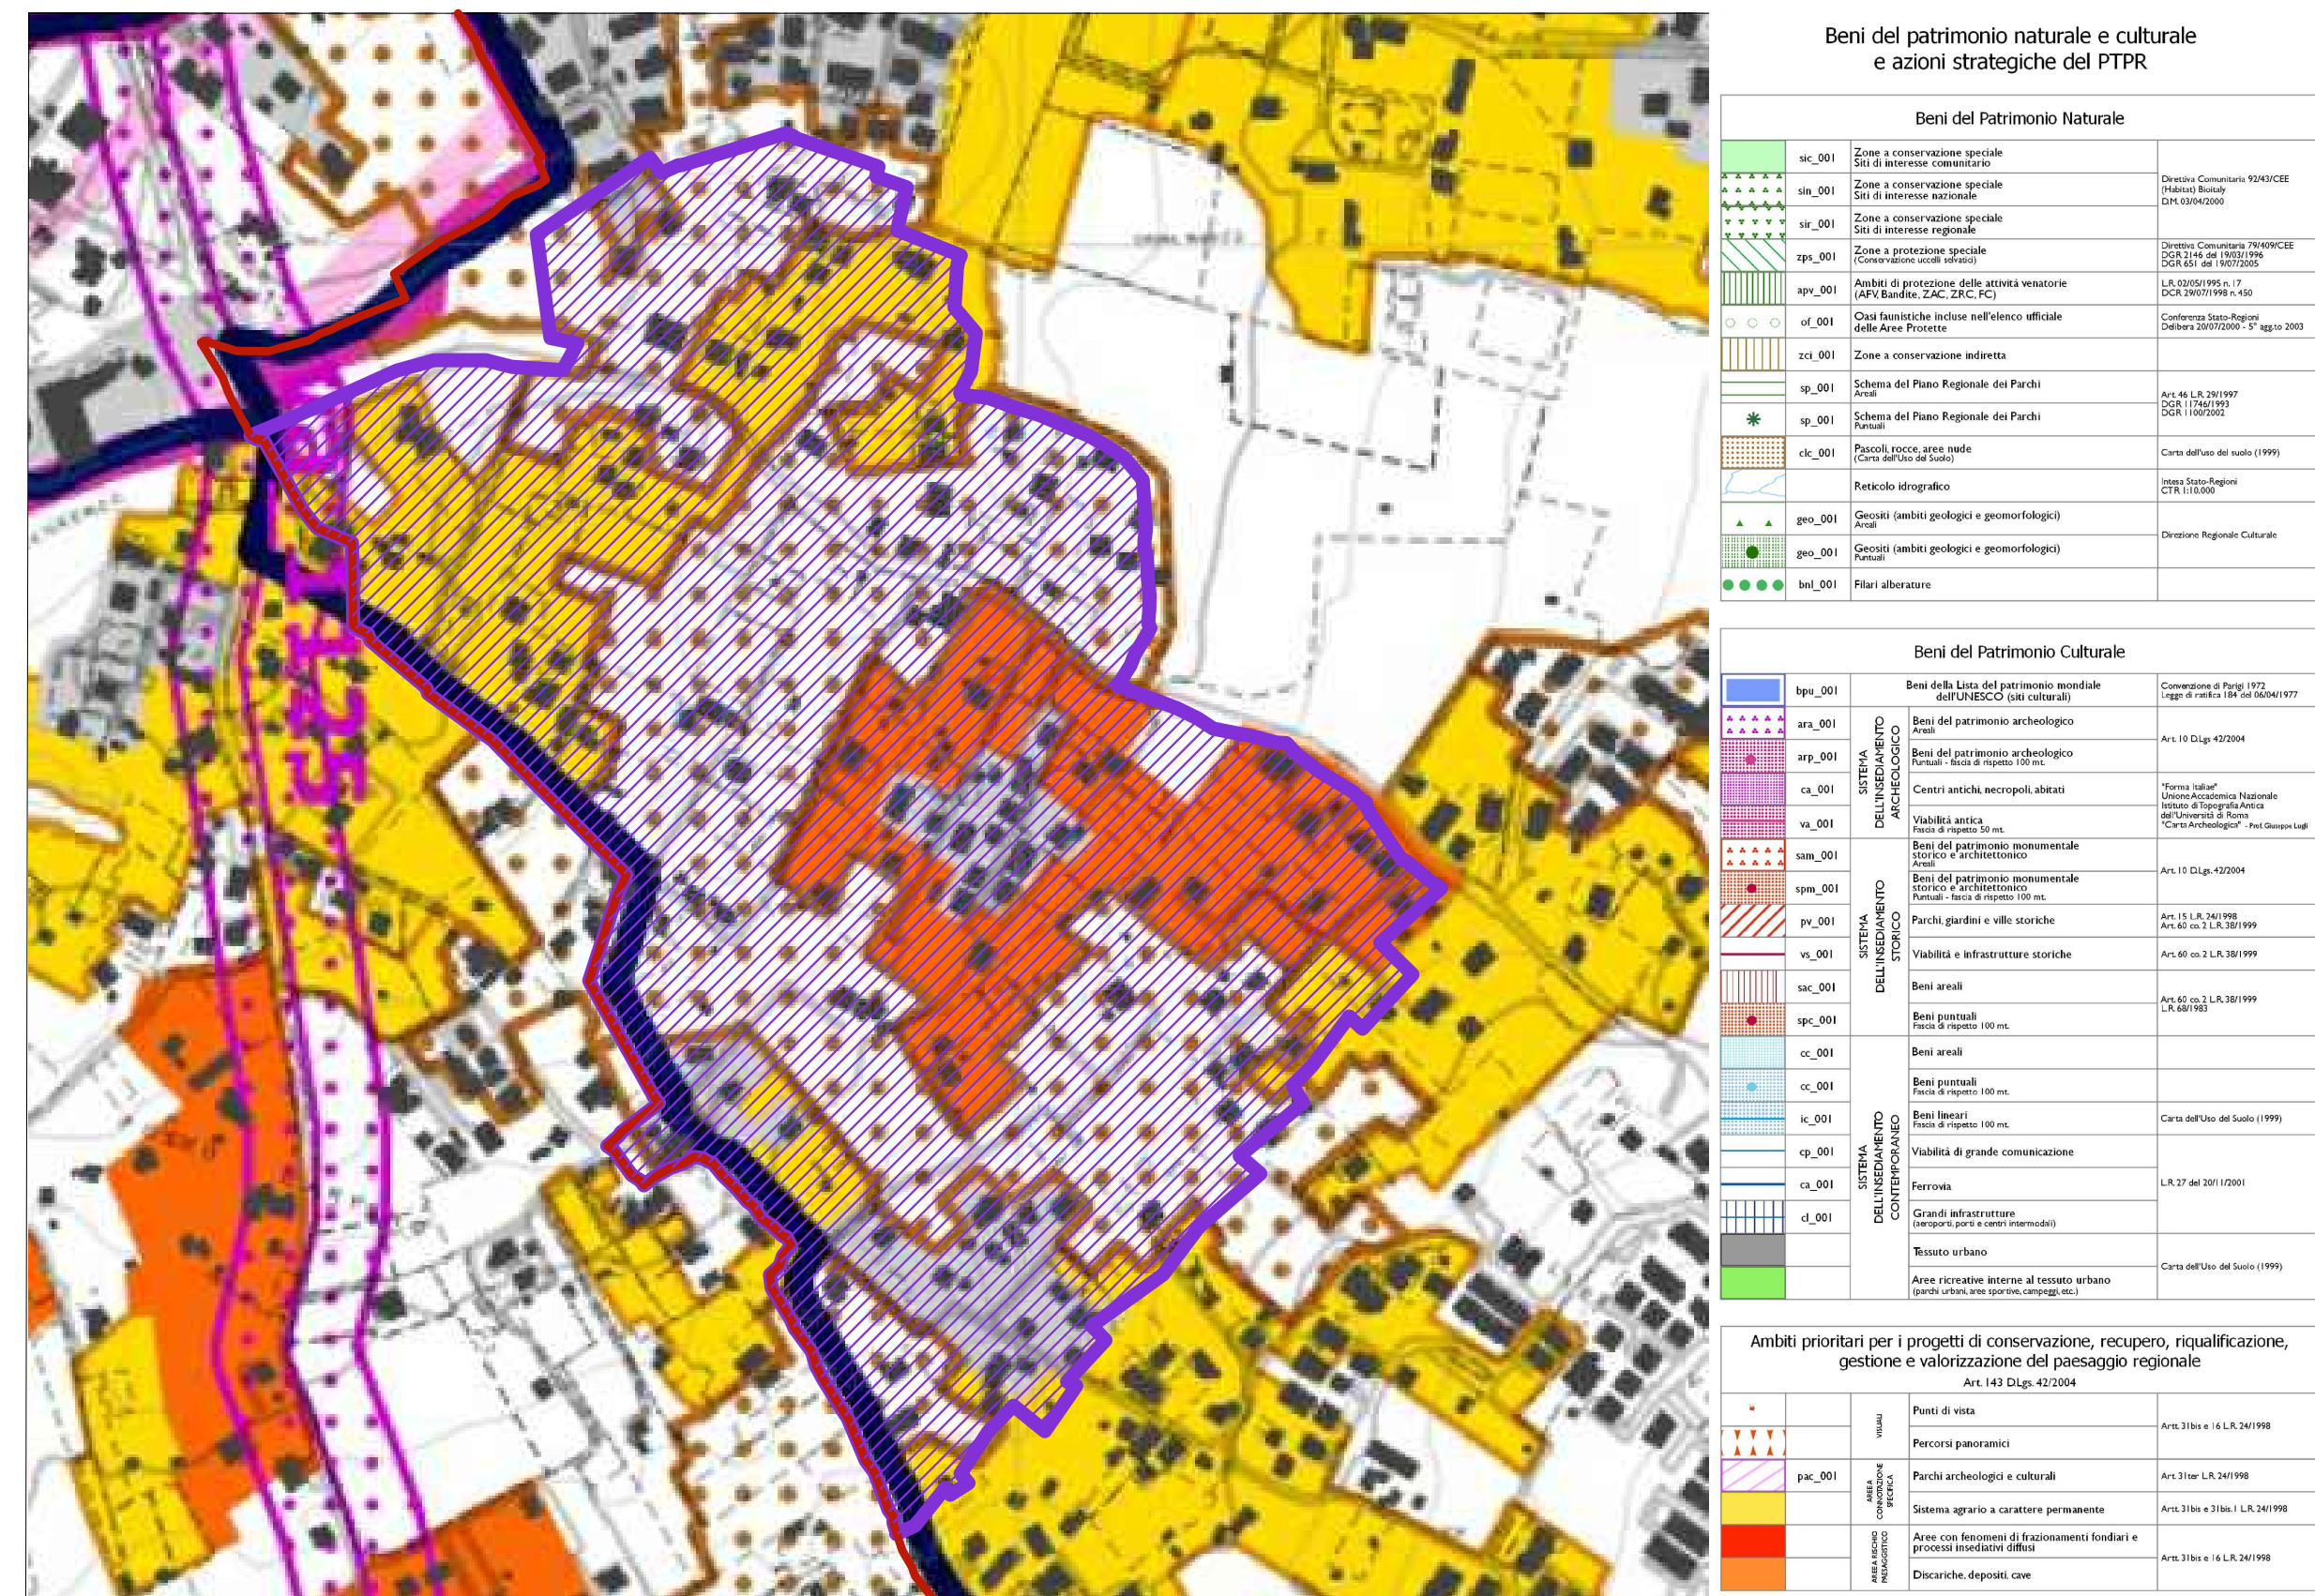 Beni del patrimonio naturale e culturale
e azioni strategiche del PTPR
Beni del Patrimonio Naturale
sic_001
Zone a conservazione speciale
Siti di interesse comunitario
Direttiva Comunitaria 92/43/CEE
(Habitat) Bioitaly
D.M. 03/04/2000
sin_001
Zone a conservazione speciale
Siti di interesse nazionale
sir_001
Zone a conservazione speciale
Siti di interesse regionale
zps_001
Zone a protezione speciale
(Conservazione uccelli selvatici)
Direttiva Comunitaria 79/409/CEE
DGR 2146 del 19/03/1996
DGR 651 del 19/07/2005
apv_001
Ambiti di protezione delle attività venatorie
(AFV, Bandite, ZAC, ZRC, FC)
L.R. 02/05/1995 n. 17
DCR 29/07/1998 n. 450
of_001
Oasi faunistiche incluse nell'elenco ufficiale
delle Aree Protette
Conferenza Stato-Regioni
Delibera 20/07/2000 - 5° agg.to 2003
zci_001
Zone a conservazione indiretta
sp_001
Schema del Piano Regionale dei Parchi
Areali
Art. 46 L.R. 29/1997
DGR 11746/1993
DGR 1100/2002
sp_001
Schema del Piano Regionale dei Parchi
Puntuali
clc_001
Pascoli, rocce, aree nude
(Carta dell'Uso del Suolo)
Carta dell'uso del suolo (1999)
Reticolo idrografico
Intesa Stato-Regioni
CTR 1:10.000
geo_001
Geositi (ambiti geologici e geomorfologici)
Areali
Direzione Regionale Culturale
geo_001
Geositi (ambiti geologici e geomorfologici)
Puntuali
bnl_001
Filari alberature
Beni del Patrimonio Culturale
bpu_001
Beni della Lista del patrimonio mondiale
dell'UNESCO (siti culturali)
Convenzione di Parigi 1972
Legge di ratifica 184 del 06/04/1977
SISTEMA
DELL'INSEDIAMENTO
ARCHEOLOGICO
ara_001
Beni del patrimonio archeologico
Areali
Art. 10 D.Lgs 42/2004
arp_001
Beni del patrimonio archeologico
Puntuali - fascia di rispetto 100 mt.
ca_001
Centri antichi, necropoli, abitati
"Forma Italiae"
Unione Accademica Nazionale
Istituto di Topografia Antica
dell'Università di Roma
"Carta Archeologica" - Prof. Giuseppe Lugli
va_001
Viabilità antica
Fascia di rispetto 50 mt.
SISTEMA
DELL'INSEDIAMENTO
STORICO
sam_001
Beni del patrimonio monumentale
storico e architettonico
Areali
Art. 10 D.Lgs. 42/2004
spm_001
Beni del patrimonio monumentale
storico e architettonico
Puntuali - fascia di rispetto 100 mt.
pv_001
Parchi, giardini e ville storiche
Art. 15 L.R. 24/1998
Art. 60 co. 2 L.R. 38/1999
vs_001
Viabilità e infrastrutture storiche
Art. 60 co. 2 L.R. 38/1999
sac_001
Beni areali
Art. 60 co. 2 L.R. 38/1999
L.R. 68/1983
spc_001
Beni puntuali
Fascia di rispetto 100 mt.
SISTEMA
DELL'INSEDIAMENTO
CONTEMPORANEO
cc_001
Beni areali
cc_001
Beni puntuali
Fascia di rispetto 100 mt.
ic_001
Beni lineari
Fascia di rispetto 100 mt.
Carta dell'Uso del Suolo (1999)
cp_001
Viabilità di grande comunicazione
L.R. 27 del 20/11/2001
ca_001
Ferrovia
cl_001
Grandi infrastrutture
(aeroporti, porti e centri intermodali)
Tessuto urbano
Carta dell'Uso del Suolo (1999)
Aree ricreative interne al tessuto urbano
(parchi urbani, aree sportive, campeggi, etc.)
Ambiti prioritari per i progetti di conservazione, recupero, riqualificazione,
gestione e valorizzazione del paesaggio regionale
Art. 143 D.Lgs. 42/2004
VISUALI
Punti di vista
Artt. 31bis e 16 L.R. 24/1998
Percorsi panoramici
pac_001
AREE A
CONNOTAZIONE
SPECIFICA
Parchi archeologici e culturali
Art. 31ter L.R. 24/1998
Sistema agrario a carattere permanente
Artt. 31bis e 31bis.1 L.R. 24/1998
AREE A RISCHIO
PAESAGGISTICO
Aree con fenomeni di frazionamenti fondiari e
processi insediativi diffusi
Artt. 31bis e 16 L.R. 24/1998
Discariche, depositi, cave